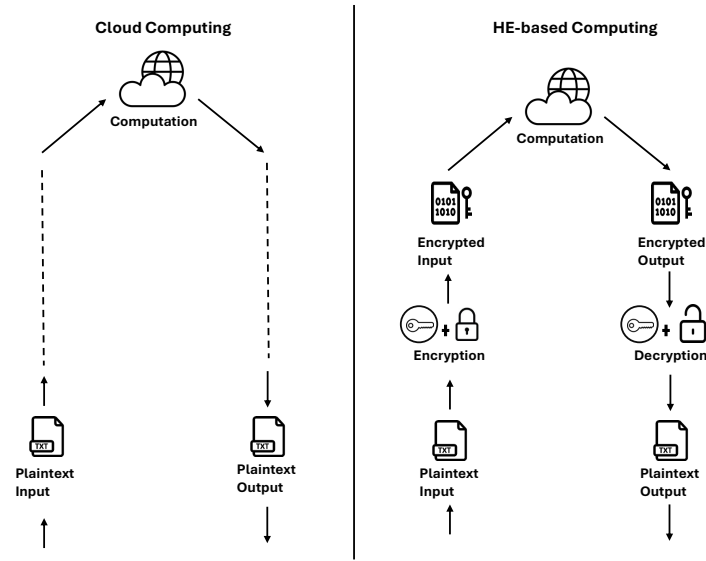 Cloud Computing
Computation
TXT
Plaintext
Input
TXT
Plaintext
Output
HE-based Computing
Computation
0101
1010
Encrypted
Input
0101
1010
Encrypted
Output
+
Encryption
+
Decryption
TXT
Plaintext
Input
TXT
Plaintext
Output